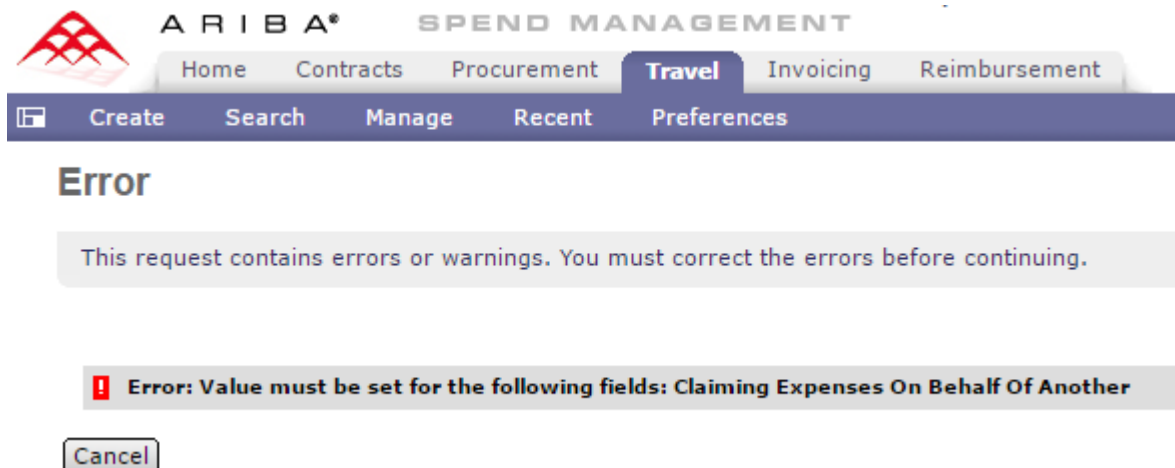 ARIBA® SPEND MANAGEMENT
Home Contracts Procurement Travel Invoicing Reimbursement
Create Search Manage Recent Preferences
Error
This request contains errors or warnings. You must correct the errors before continuing.
! Error: Value must be set for the following fields: Claiming Expenses On Behalf Of Another
Cancel